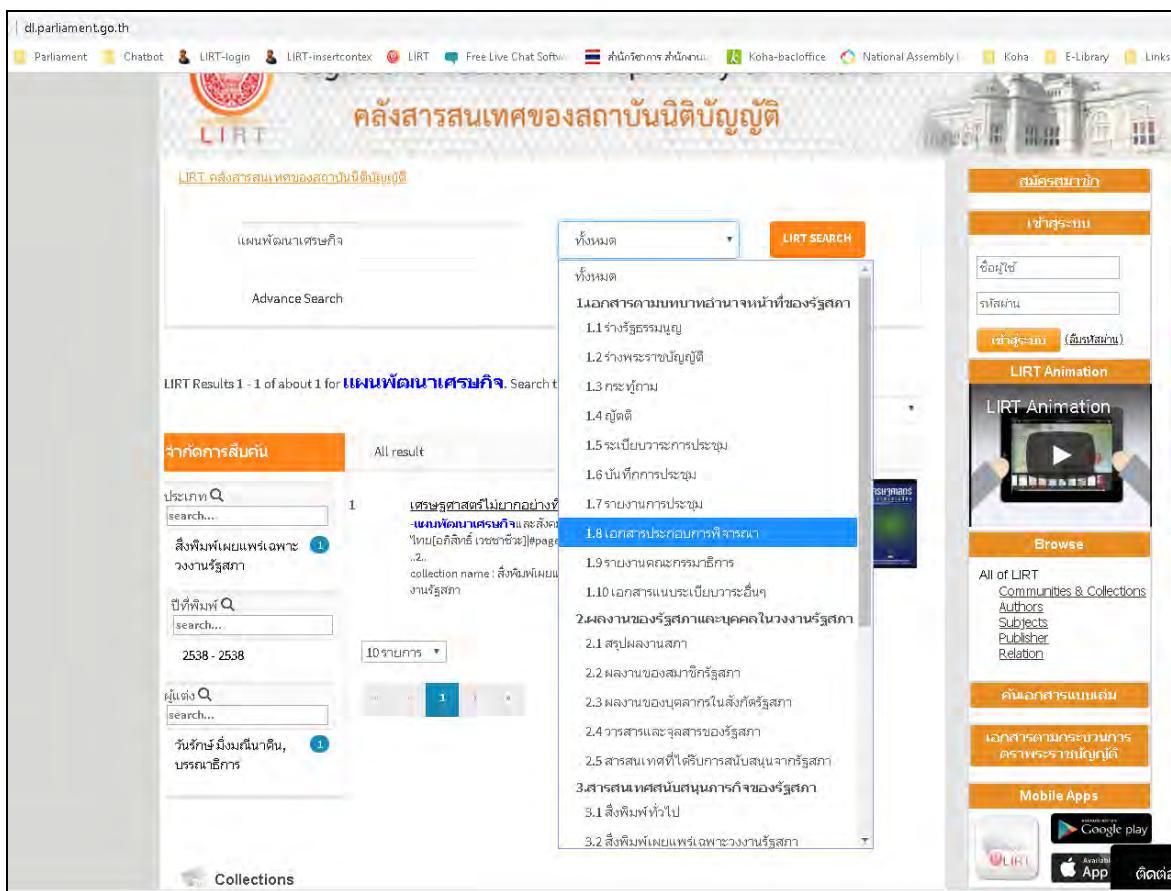 dl.parliament.go.th
Parliament
Chatbot
LIRT-login
LIRT-insertcontex
LIRT
Free Live Chat Softw
สำนักวิชาการ สำนักงาน
Koha-bacloffice
National Assembly L
Koha
E-Library
Links
LIRT
คลังสารสนเทศของสถาบันนิติบัญญัติ
LIRT คลังสารสนเทศของสถาบันนิติบัญญัติ
แผนพัฒนาเศรษฐกิจ
ทั้งหมด
LIRT SEARCH
Advance Search
ทั้งหมด
1.เอกสารตามบทบาทอำนาจหน้าที่ของรัฐสภา
1.1 ร่างรัฐธรรมนูญ
1.2 ร่างพระราชบัญญัติ
1.3 กระทู้ถาม
1.4 ญัตติ
1.5 ระเบียบวาระการประชุม
1.6 บันทึกการประชุม
1.7 รายงานการประชุม
1.8 เอกสารประกอบการพิจารณา
1.9 รายงานคณะกรรมาธิการ
1.10 เอกสารแนบระเบียบวาระอื่นๆ
2.ผลงานของรัฐสภาและบุคคลในวงงานรัฐสภา
2.1 สรุปผลงานสภา
2.2 ผลงานของสมาชิกรัฐสภา
2.3 ผลงานของบุคลากรในสังกัดรัฐสภา
2.4 วารสารและจุลสารของรัฐสภา
2.5 สารสนเทศที่ได้รับการสนับสนุนจากรัฐสภา
3.สารสนเทศสนับสนุนภารกิจของรัฐสภา
3.1 สิ่งพิมพ์ทั่วไป
3.2 สิ่งพิมพ์เผยแพร่เฉพาะวงงานรัฐสภา
LIRT Results 1 - 1 of about 1 for แผนพัฒนาเศรษฐกิจ. Search t
จำกัดการสืบค้น
All result
ประเภท
search...
สิ่งพิมพ์เผยแพร่เฉพาะวงงานรัฐสภา 1
ปีที่พิมพ์
search...
2538 - 2538
ผู้แต่ง
search...
วันรักษ์ มิ่งมณีนาคิน, 1
บรรณาธิการ
1
เศรษฐศาสตร์ไม่ยากอย่างที่
-แผนพัฒนาเศรษฐกิจและสังค
ไทย[อภิสิทธิ์ เวชชาชีวะ]|#page
..2..
collection name : สิ่งพิมพ์เผยแ
งานรัฐสภา
10 รายการ
1
Collections
สมัครสมาชิก
เข้าสู่ระบบ
ชื่อผู้ใช้
รหัสผ่าน
เข้าสู่ระบบ (ลืมรหัสผ่าน)
LIRT Animation
LIRT Animation
Browse
All of LIRT
Communities & Collections
Authors
Subjects
Publisher
Relation
ค้นเอกสารแบบเล่ม
เอกสารตามกระบวนการ
ตราพระราชบัญญัติ
Mobile Apps
LIRT
Google play
App
ติดต่อ